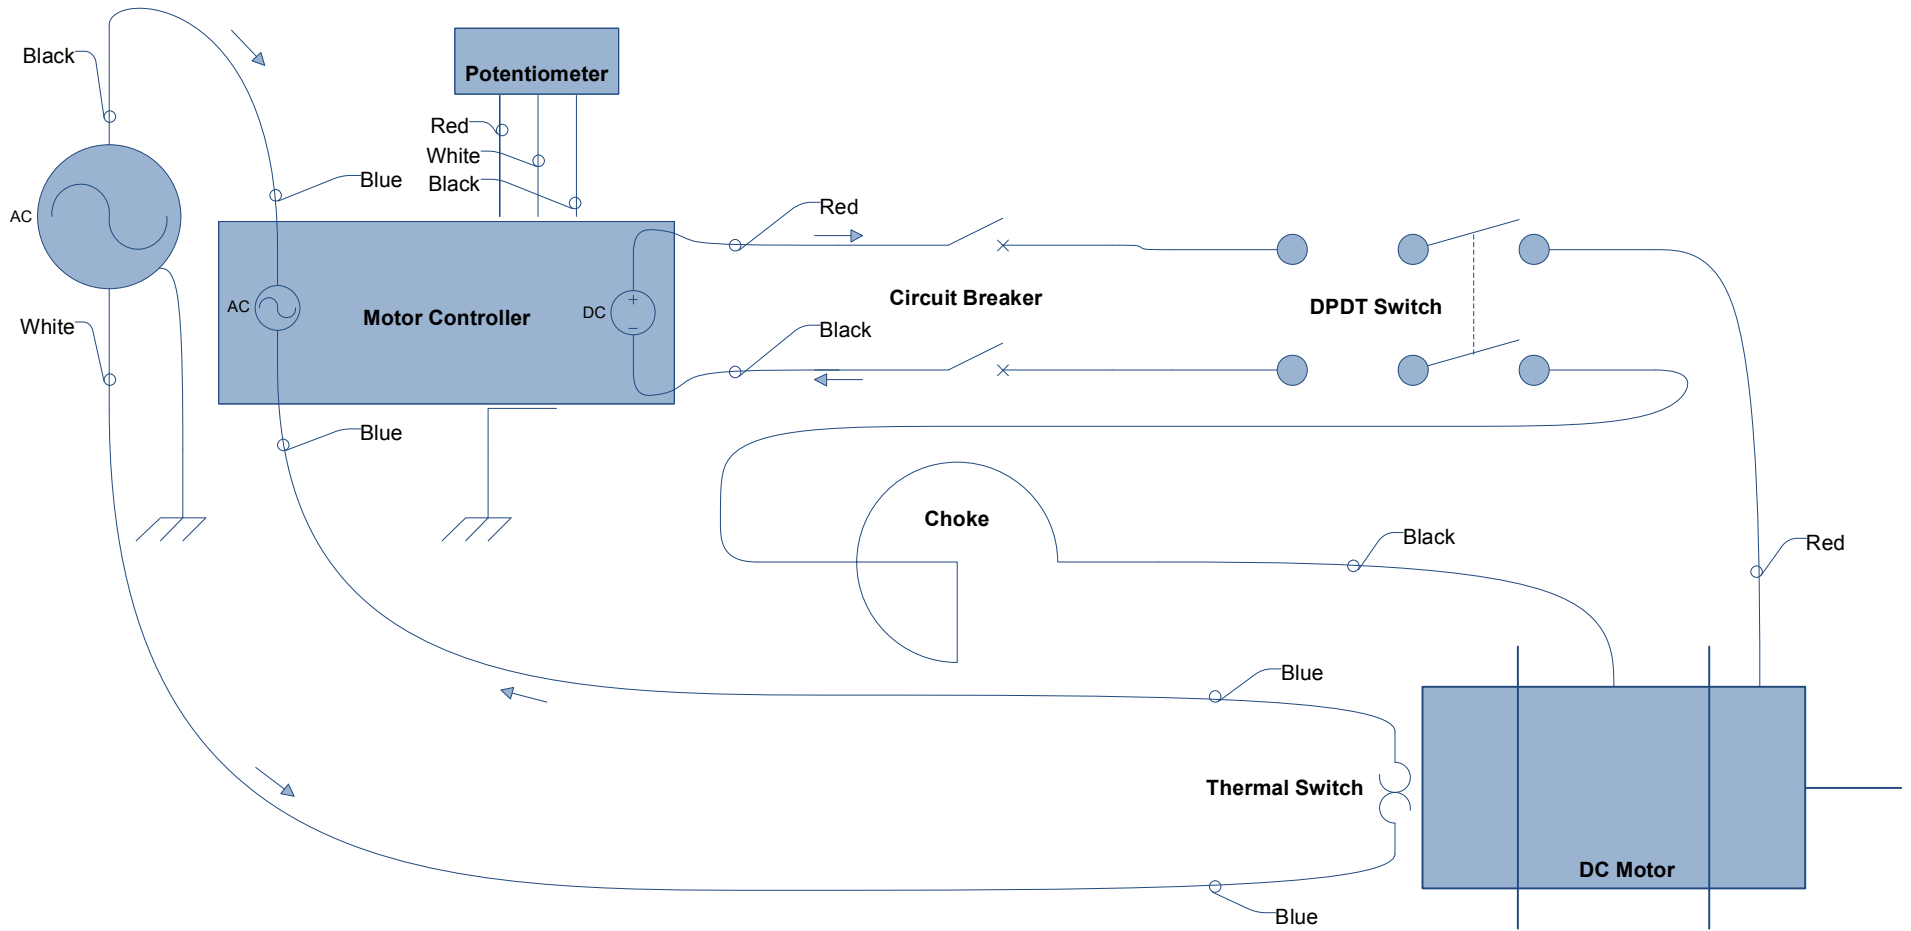 Black
Potentiometer
Red
White
Black
Blue
Red
AC
Circuit Breaker
DPDT Switch
AC
Motor Controller
DC
+
−
White
Black
Blue
Choke
Black
Red
Blue
Thermal Switch
DC Motor
Blue